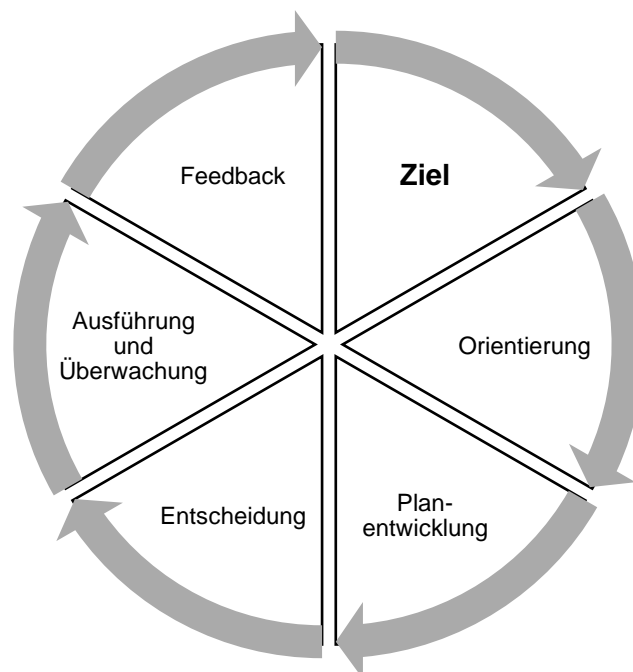 Feedback
Ziel
Ausführung
und
Überwachung
Orientierung
Entscheidung
Plan-
entwicklung